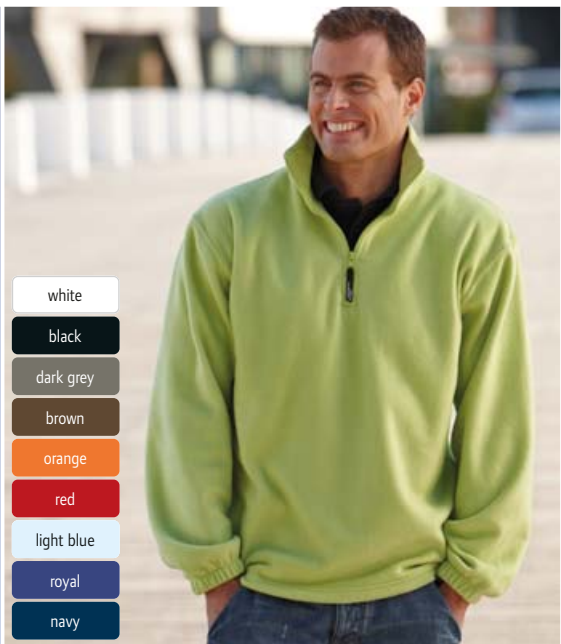 white
black
dark grey
brown
orange
red
light blue
royal
navy